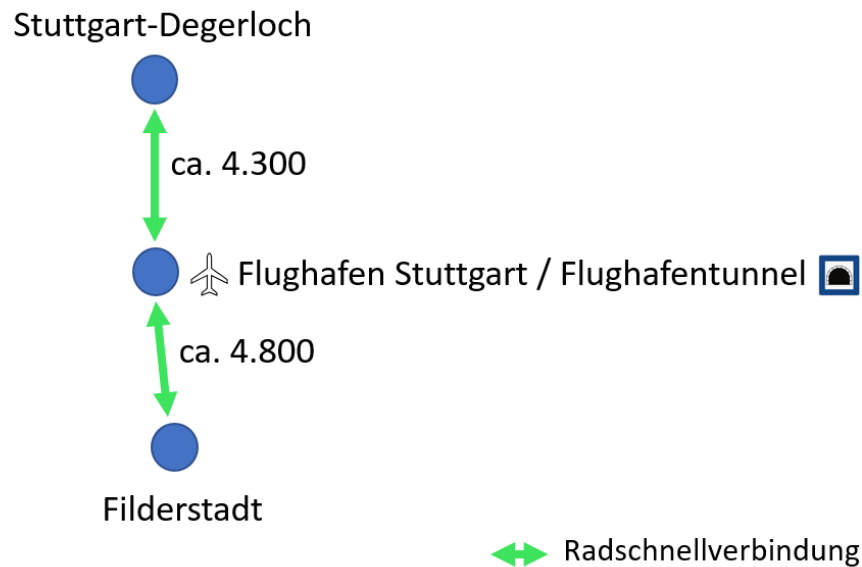 Stuttgart-Degerloch
ca. 4.300
Flughafen Stuttgart / Flughafentunnel
ca. 4.800
Filderstadt
Radschnellverbindung